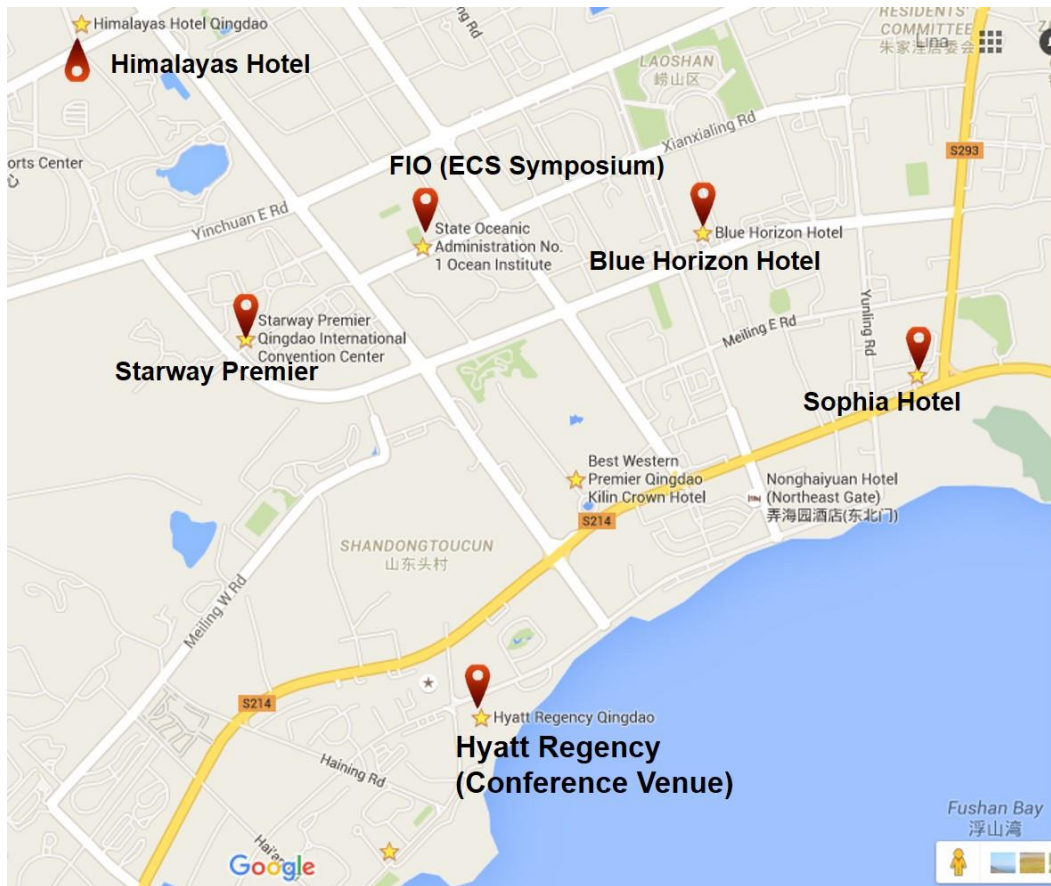 Himalayas Hotel Qingdao
Himalayas Hotel
RESIDENTS'
COMMITTEE
朱家洼居委会
Lina
LAOSHAN
崂山区
Xianxialing Rd
S293
orts Center
心
FIO (ECS Symposium)
State Oceanic
Administration No.
1 Ocean Institute
Yinchuan E Rd
Blue Horizon Hotel
Blue Horizon Hotel
Starway Premier
Qingdao International
Convention Center
Starway Premier
Meiling E Rd
Yunling Rd
Sophia Hotel
Best Western
Premier Qingdao
Kilin Crown Hotel
Nonghaiyuan Hotel
(Northeast Gate)
弄海园酒店(东北门)
S214
SHANDONGTOUCUN
山东头村
Meiling W Rd
S214
Hyatt Regency Qingdao
Hyatt Regency
(Conference Venue)
Haining Rd
Fushan Bay
浮山湾
Google